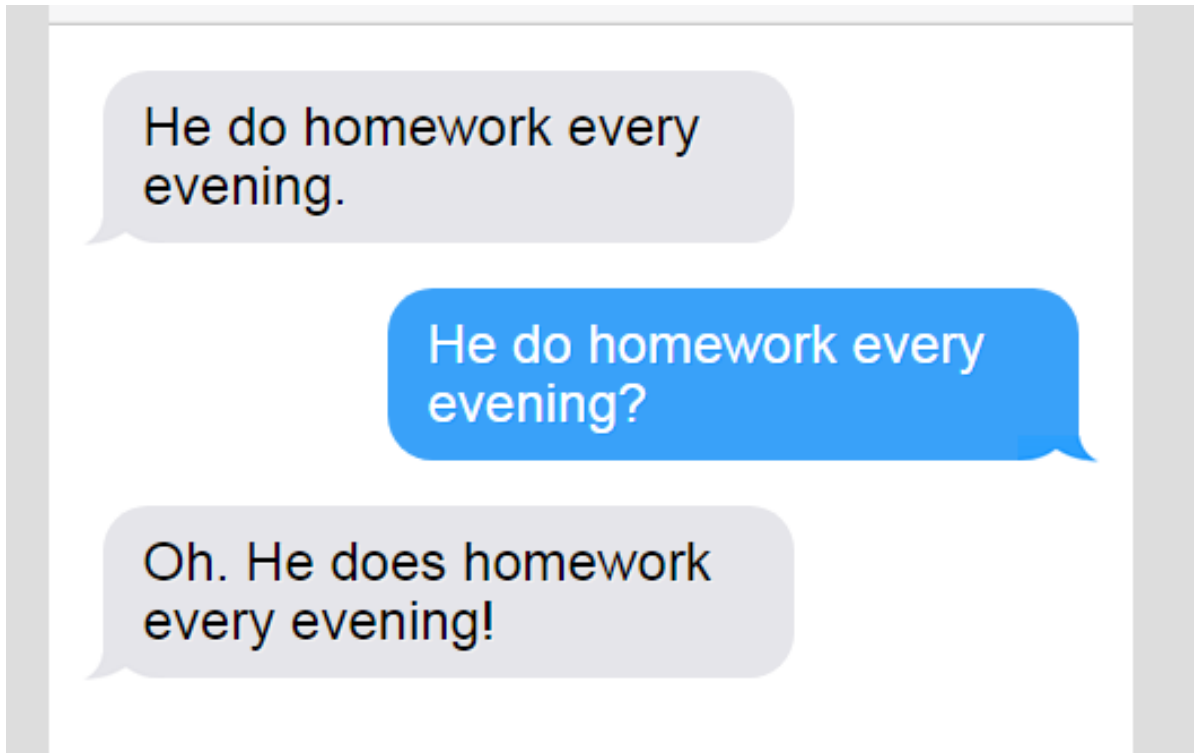 He do homework every
evening.
He do homework every
evening?
Oh. He does homework
every evening!